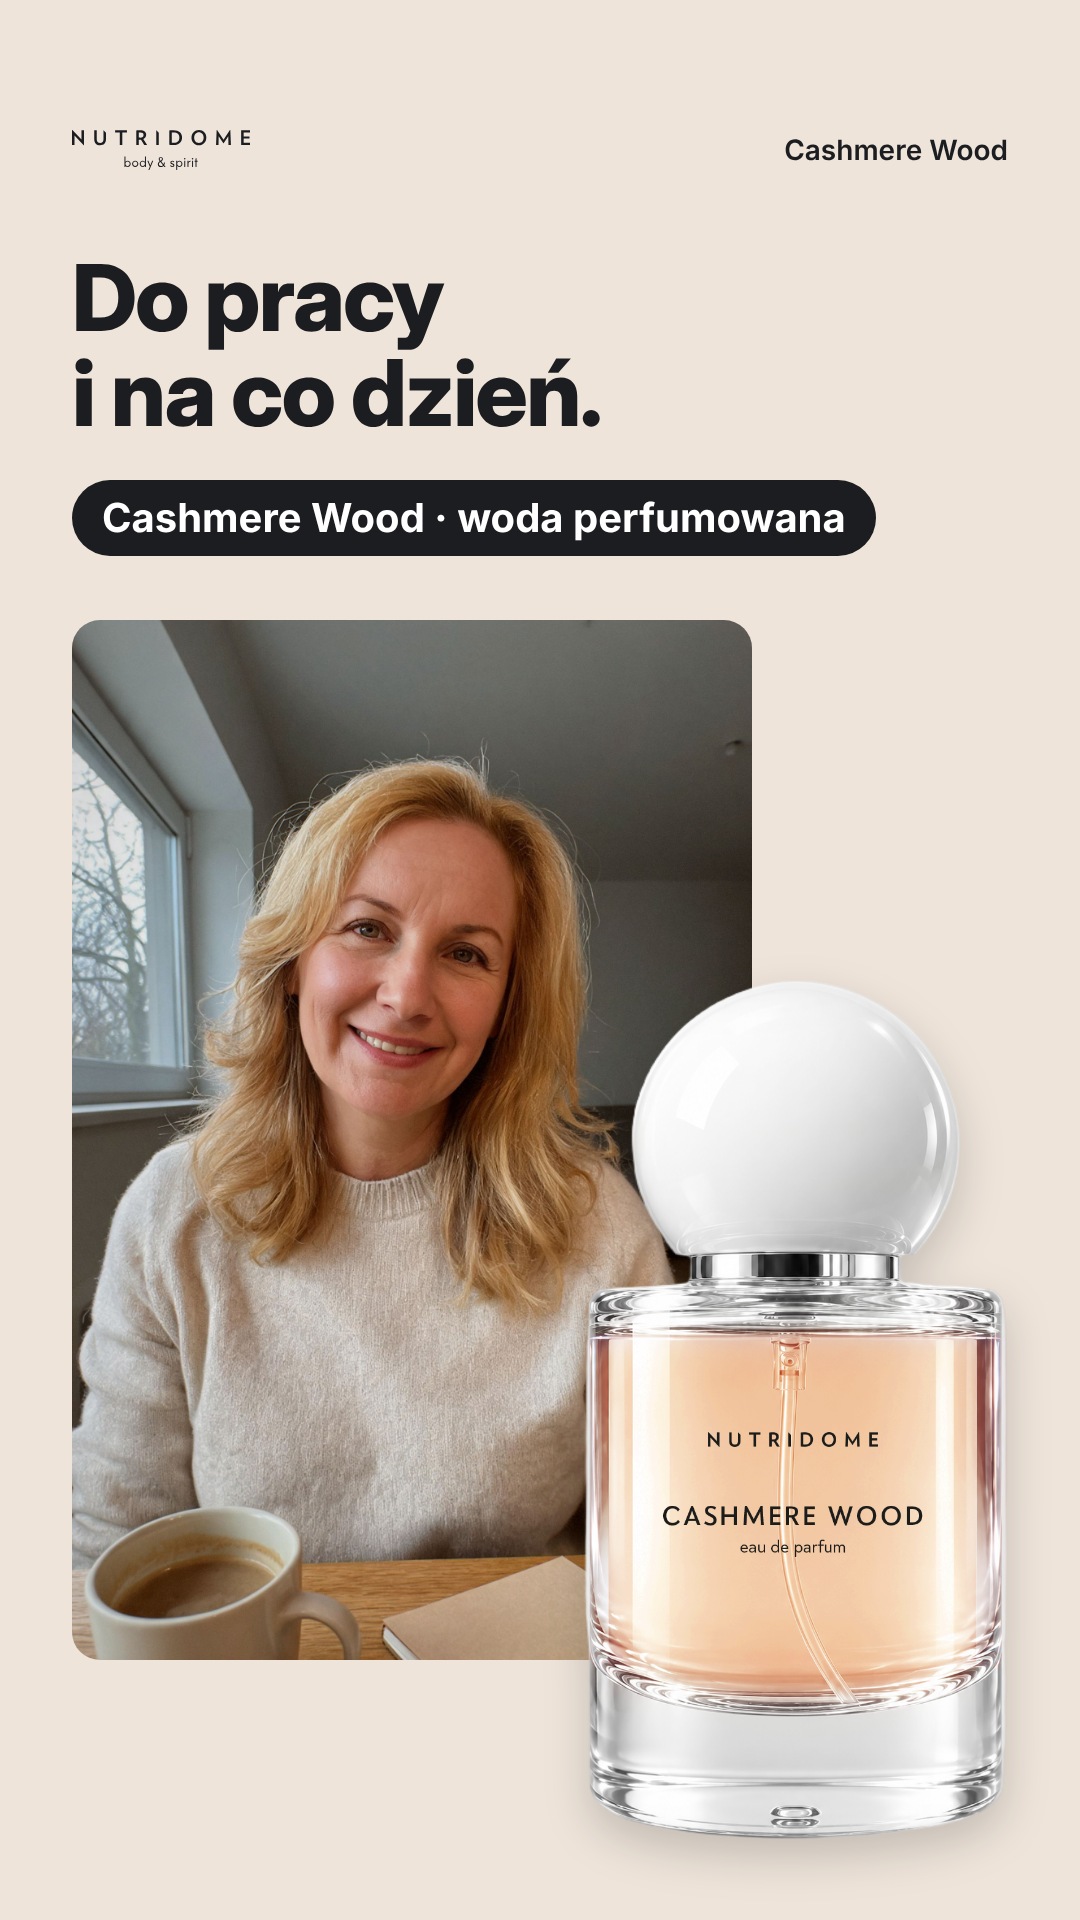 NUTRIDOME
body & spirit
Cashmere Wood
Do pracy
i na co dzień.
Cashmere Wood · woda perfumowana
NUTRIDOME
CASHMERE WOOD
eau de parfum